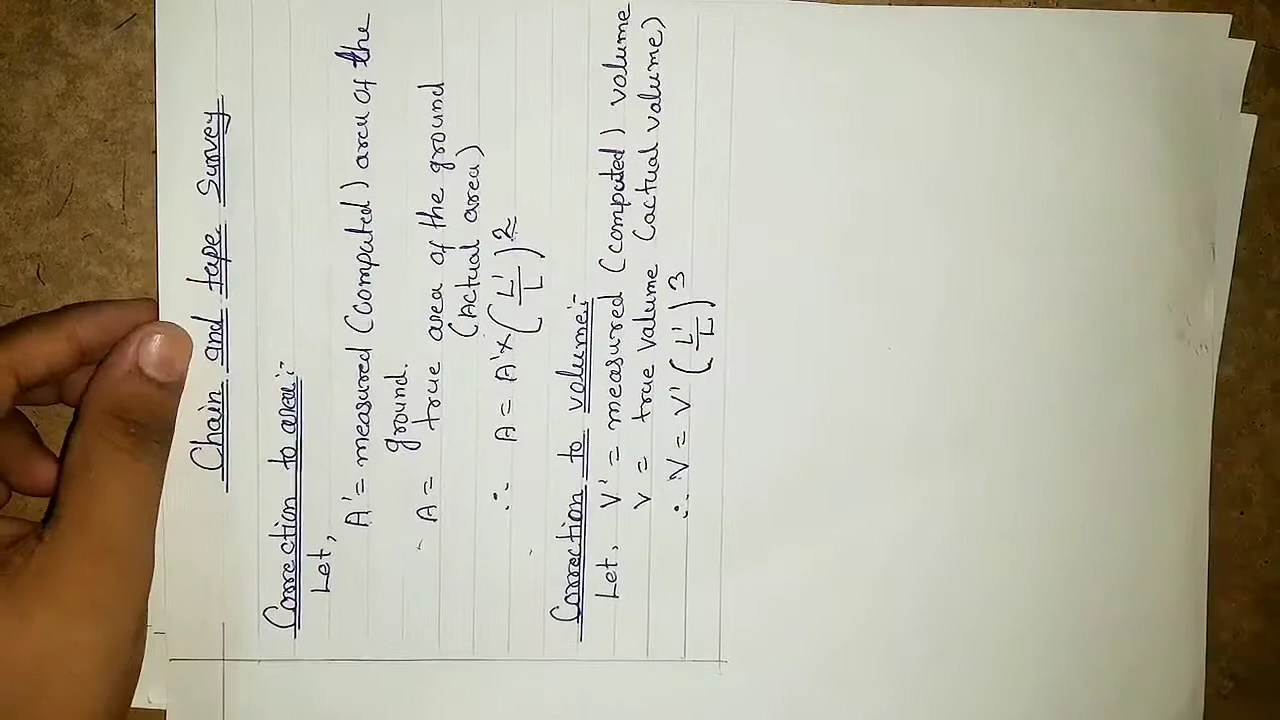 Chain and tape Survey
Correction to area:-
Let,
A' = measured (computed) area of the
ground.
A = true area of the ground
(Actual area)
∴ A = A' × (L'/L)²
Correction to volume:-
Let, V' = measured (computed) volume
V = true volume (actual volume)
∴ V = V' (L'/L)³